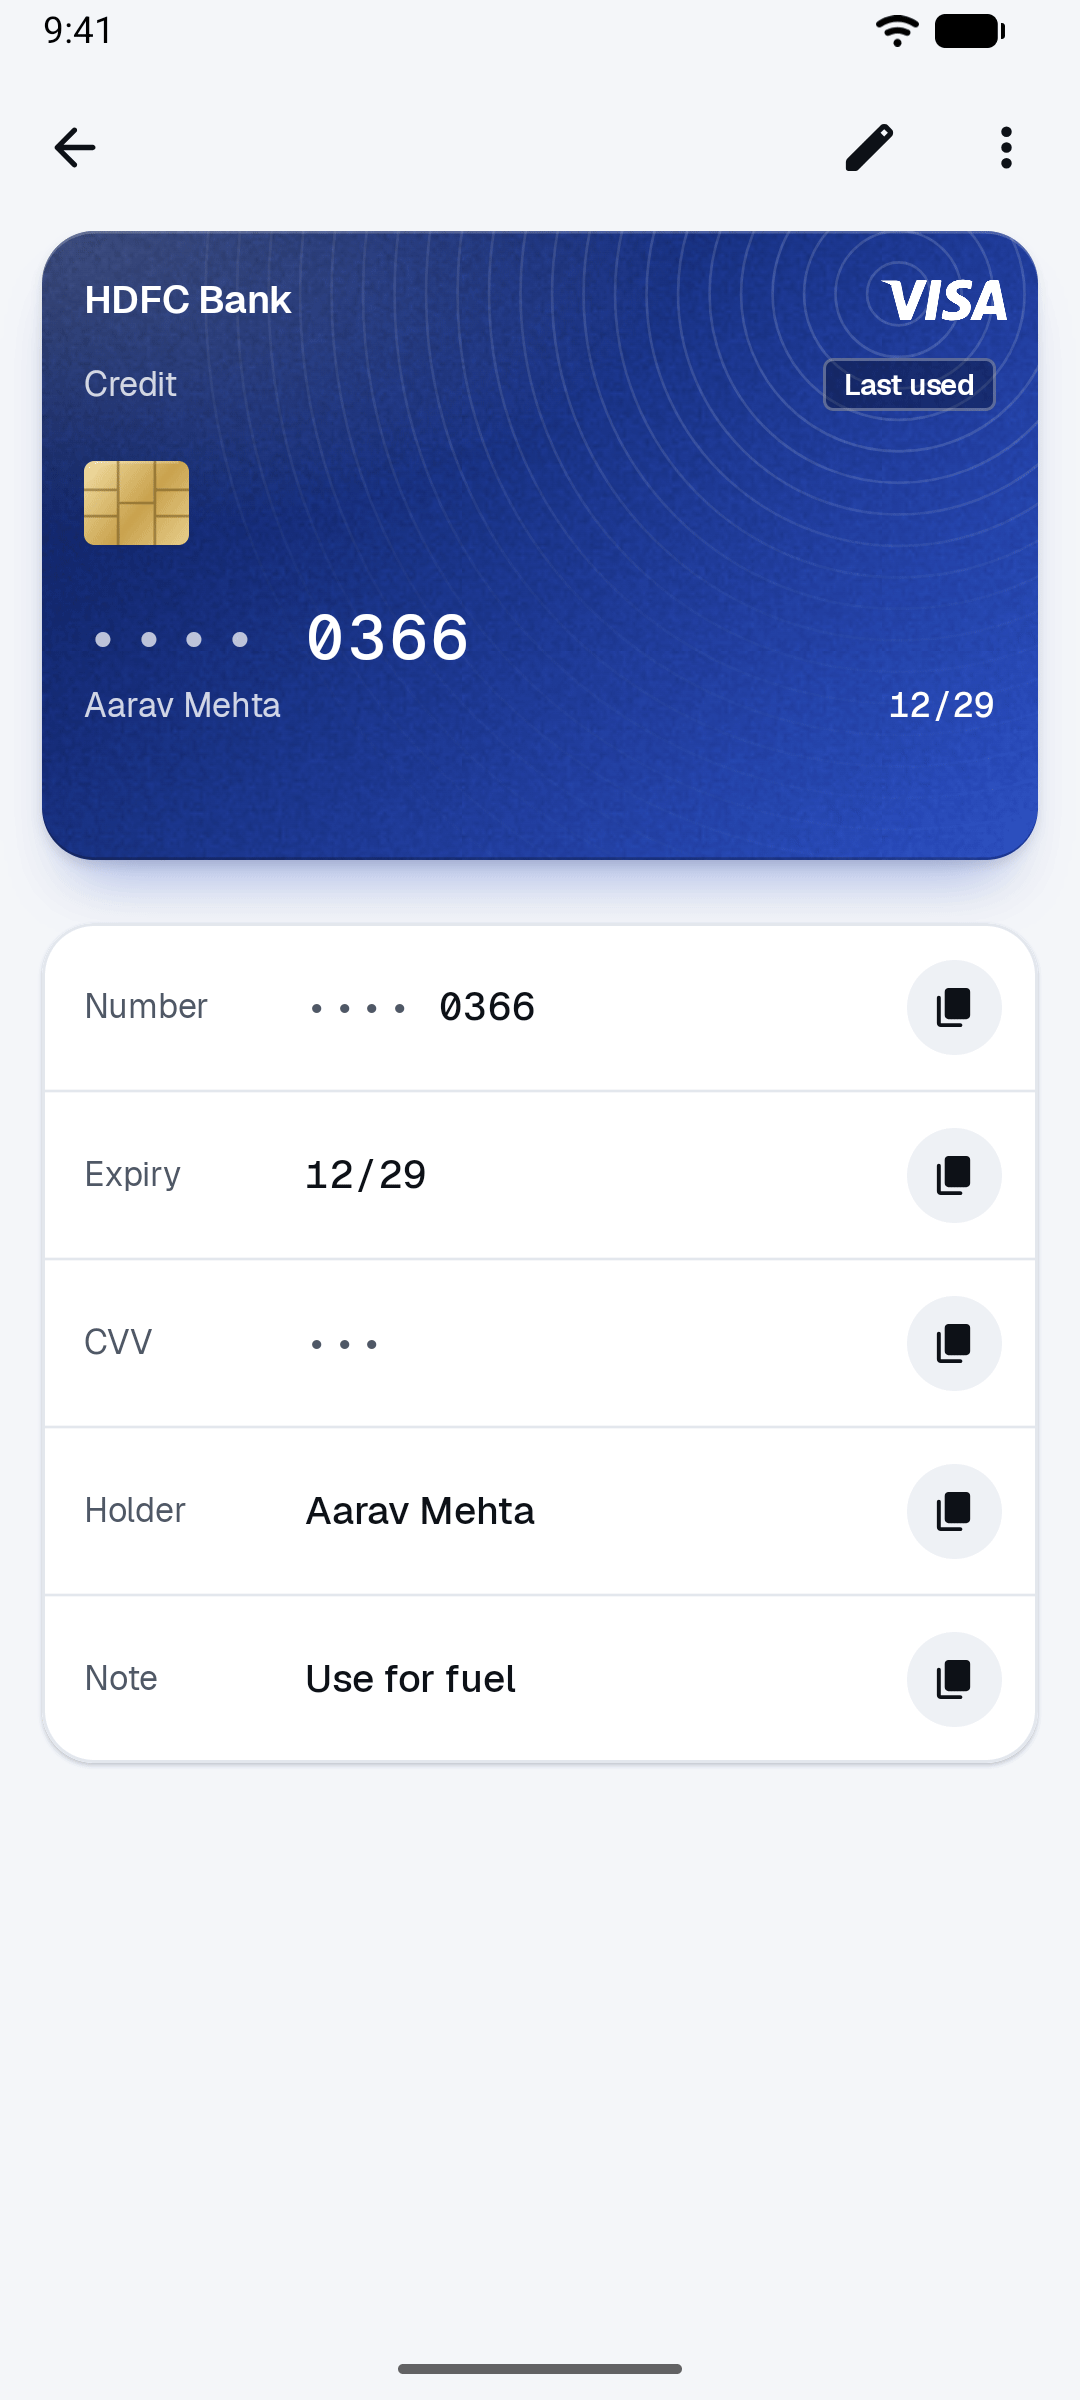 9:41
HDFC Bank
VISA
Credit
Last used
•••• 0366
Aarav Mehta
12/29
Number
•••• 0366
Expiry
12/29
CVV
•••
Holder
Aarav Mehta
Note
Use for fuel